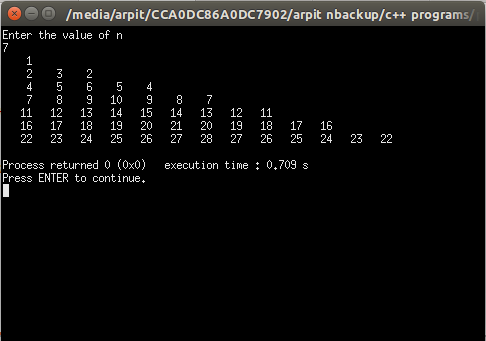 /media/arpit/CCA0DC86A0DC7902/arpit nbackup/c++ programs/
Enter the value of n
7
1
2 3 2
4 5 6 5 4
7 8 9 10 9 8 7
11 12 13 14 15 14 13 12 11
16 17 18 19 20 21 20 19 18 17 16
22 23 24 25 26 27 28 27 26 25 24 23 22
Process returned 0 (0x0) execution time : 0.709 s
Press ENTER to continue.